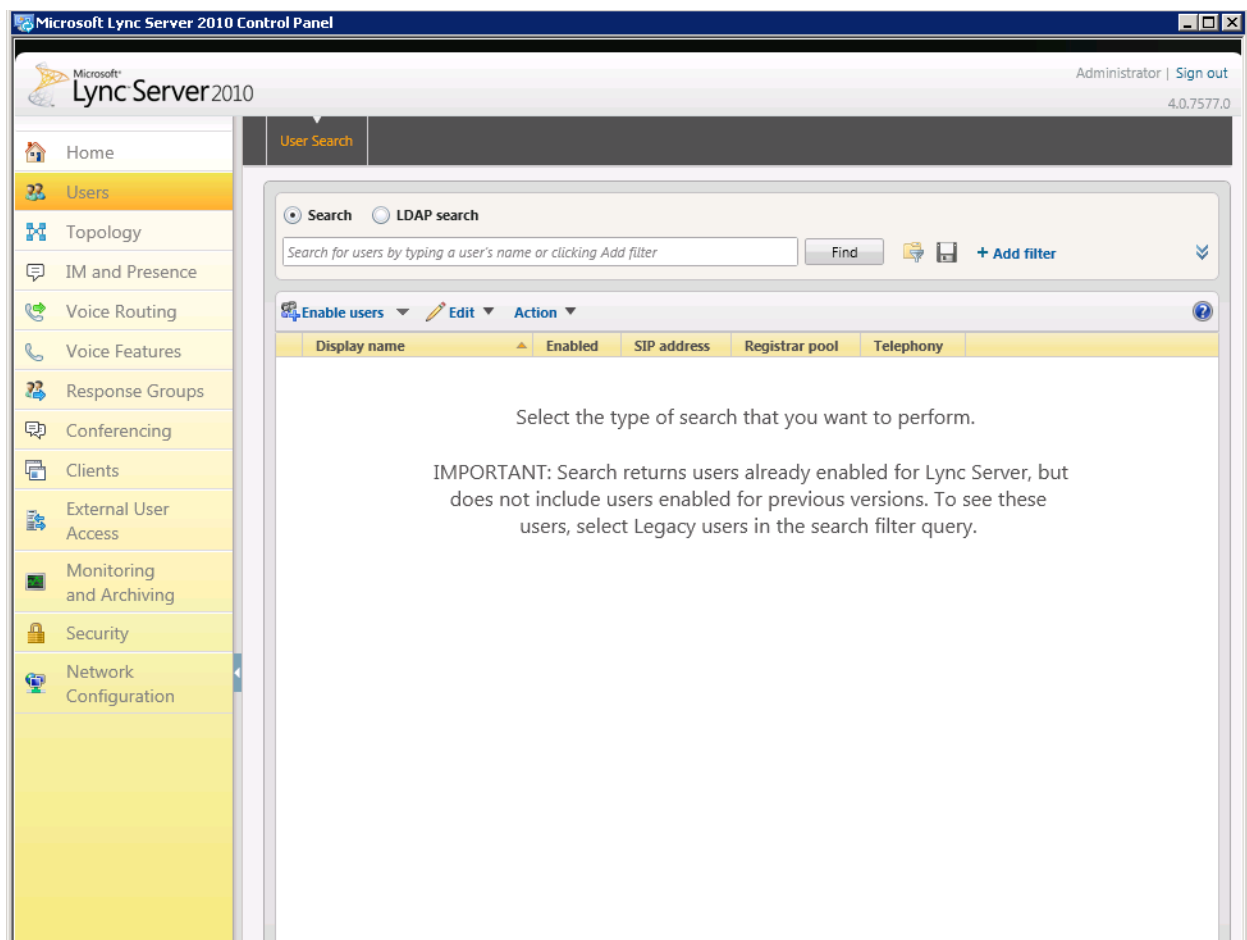 Microsoft Lync Server 2010 Control Panel
Microsoft®
Lync Server 2010
Administrator | Sign out
4.0.7577.0
Home
Users
Topology
IM and Presence
Voice Routing
Voice Features
Response Groups
Conferencing
Clients
External User
Access
Monitoring
and Archiving
Security
Network
Configuration
User Search
Search LDAP search
Search for users by typing a user's name or clicking Add filter Find + Add filter
Enable users Edit Action
Display name Enabled SIP address Registrar pool Telephony
Select the type of search that you want to perform.
IMPORTANT: Search returns users already enabled for Lync Server, but
does not include users enabled for previous versions. To see these
users, select Legacy users in the search filter query.